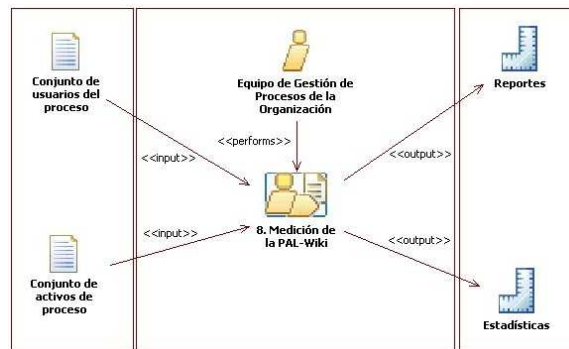 Conjunto de
usuarios del
proceso
Equipo de Gestión de
Procesos de la
Organización
Reportes
<<performs>>
<<input>>
<<output>>
8. Medición de
la PAL-Wiki
<<input>>
<<output>>
Conjunto de
activos de
proceso
Estadísticas